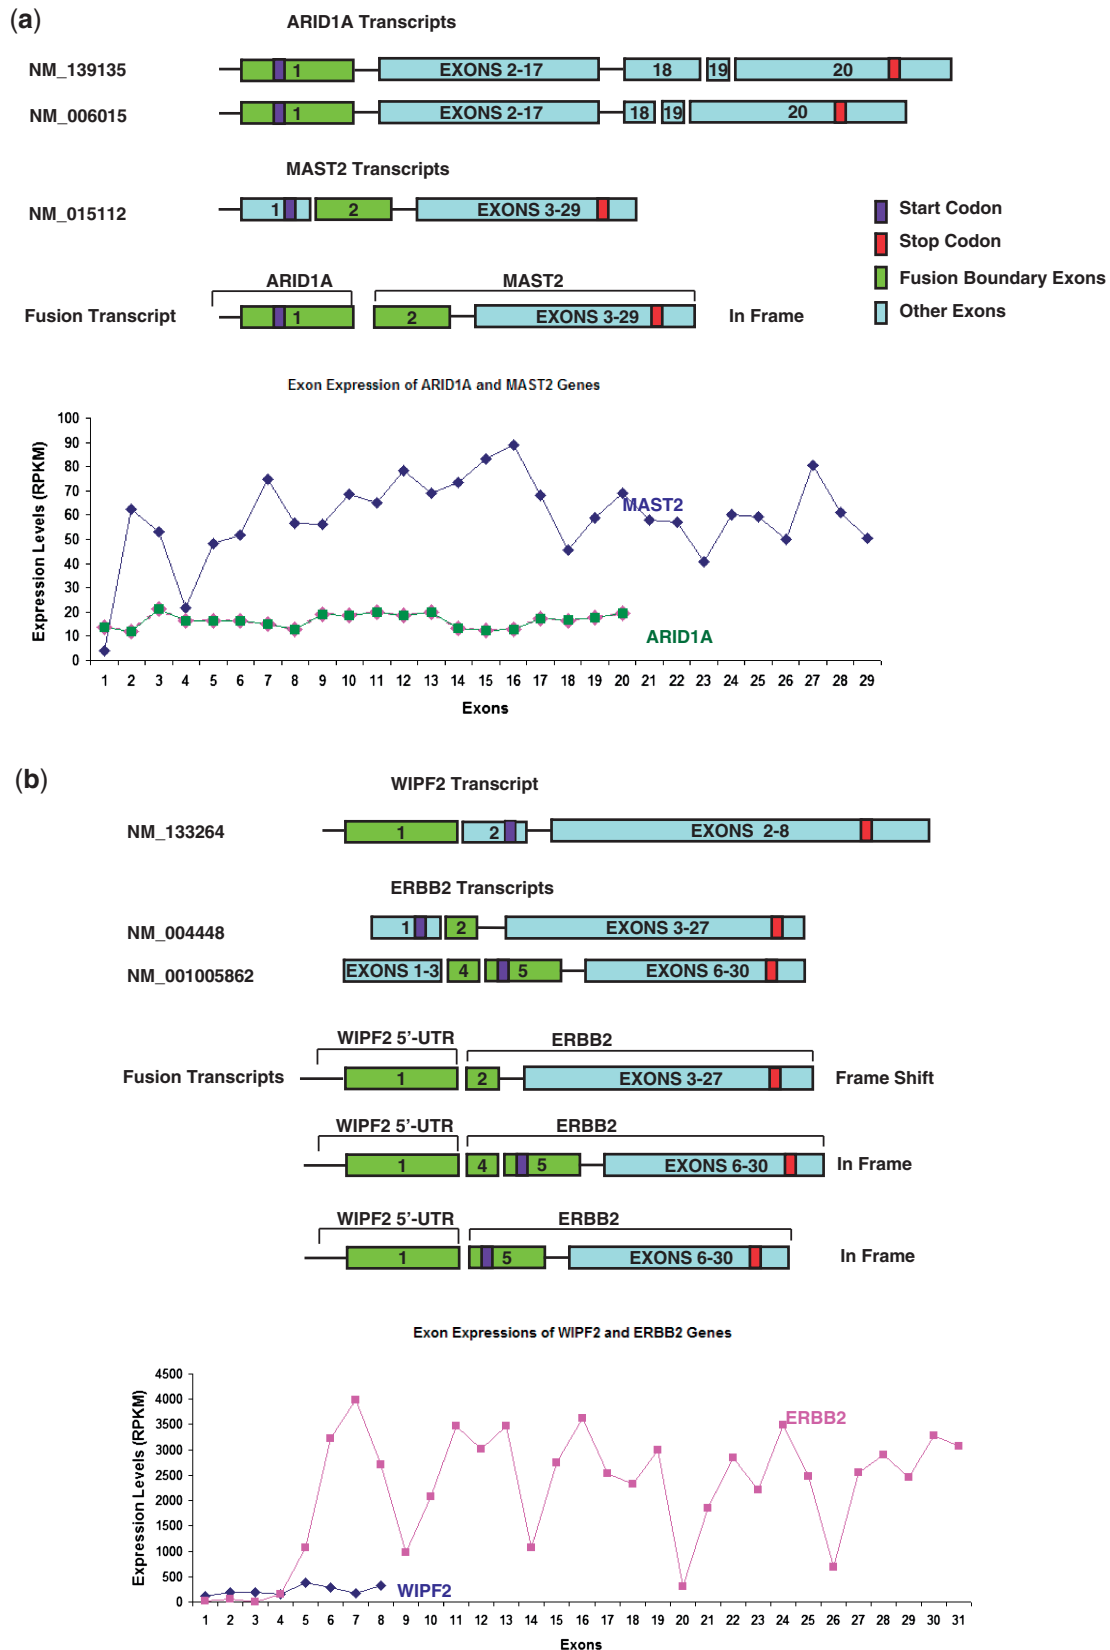 (a)
ARID1A Transcripts
NM_139135
1
EXONS 2-17
18
19
20
NM_006015
1
EXONS 2-17
18
19
20
MAST2 Transcripts
NM_015112
1
2
EXONS 3-29
Start Codon
Stop Codon
Fusion Boundary Exons
Other Exons
ARID1A
MAST2
Fusion Transcript
1
2
EXONS 3-29
In Frame
Exon Expression of ARID1A and MAST2 Genes
Expression Levels (RPKM)
100
90
80
70
60
50
40
30
20
10
0
MAST2
ARID1A
1 2 3 4 5 6 7 8 9 10 11 12 13 14 15 16 17 18 19 20 21 22 23 24 25 26 27 28 29
Exons
(b)
WIPF2 Transcript
NM_133264
1
2
EXONS 2-8
ERBB2 Transcripts
NM_004448
1
2
EXONS 3-27
NM_001005862
EXONS 1-3
4
5
EXONS 6-30
WIPF2 5'-UTR
ERBB2
Fusion Transcripts
1
2
EXONS 3-27
Frame Shift
WIPF2 5'-UTR
ERBB2
1
4
5
EXONS 6-30
In Frame
WIPF2 5'-UTR
ERBB2
1
5
EXONS 6-30
In Frame
Exon Expressions of WIPF2 and ERBB2 Genes
Expression Levels (RPKM)
4500
4000
3500
3000
2500
2000
1500
1000
500
0
ERBB2
WIPF2
1 2 3 4 5 6 7 8 9 10 11 12 13 14 15 16 17 18 19 20 21 22 23 24 25 26 27 28 29 30 31
Exons